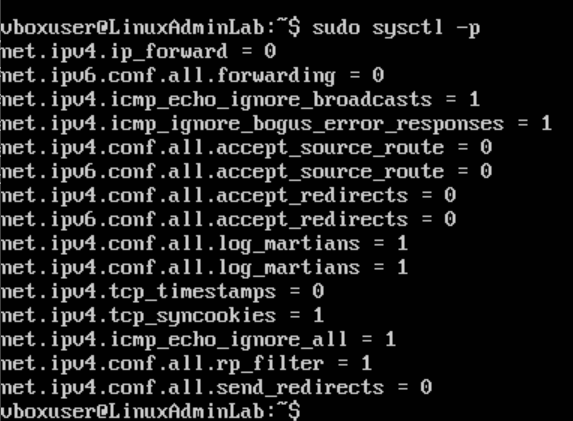 vboxuser@LinuxAdminLab:~$ sudo sysctl -p
net.ipv4.ip_forward = 0
net.ipv6.conf.all.forwarding = 0
net.ipv4.icmp_echo_ignore_broadcasts = 1
net.ipv4.icmp_ignore_bogus_error_responses = 1
net.ipv4.conf.all.accept_source_route = 0
net.ipv6.conf.all.accept_source_route = 0
net.ipv4.conf.all.accept_redirects = 0
net.ipv6.conf.all.accept_redirects = 0
net.ipv4.conf.all.log_martians = 1
net.ipv4.conf.all.log_martians = 1
net.ipv4.tcp_timestamps = 0
net.ipv4.tcp_syncookies = 1
net.ipv4.icmp_echo_ignore_all = 1
net.ipv4.conf.all.rp_filter = 1
net.ipv4.conf.all.send_redirects = 0
vboxuser@LinuxAdminLab:~$